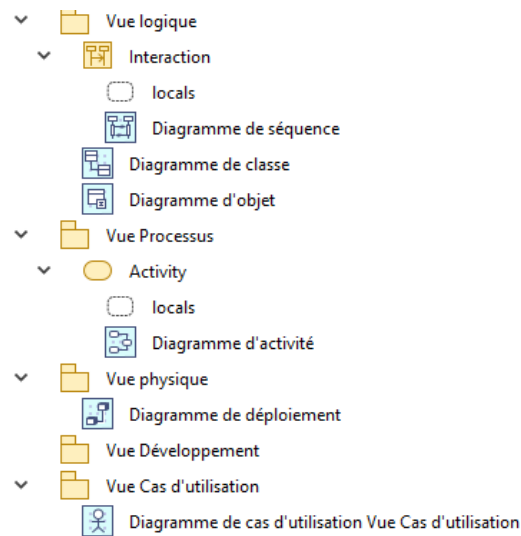 Vue logique
Interaction
locals
Diagramme de séquence
Diagramme de classe
Diagramme d'objet
Vue Processus
Activity
locals
Diagramme d'activité
Vue physique
Diagramme de déploiement
Vue Développement
Vue Cas d'utilisation
Diagramme de cas d'utilisation Vue Cas d'utilisation